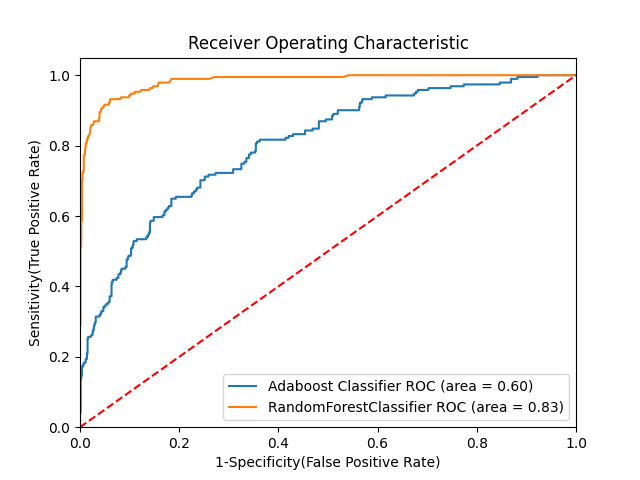 Receiver Operating Characteristic
Sensitivity(True Positive Rate)
1.0
0.8
0.6
0.4
0.2
0.0
Adaboost Classifier ROC (area = 0.60)
RandomForestClassifier ROC (area = 0.83)
0.0 0.2 0.4 0.6 0.8 1.0
1-Specificity(False Positive Rate)